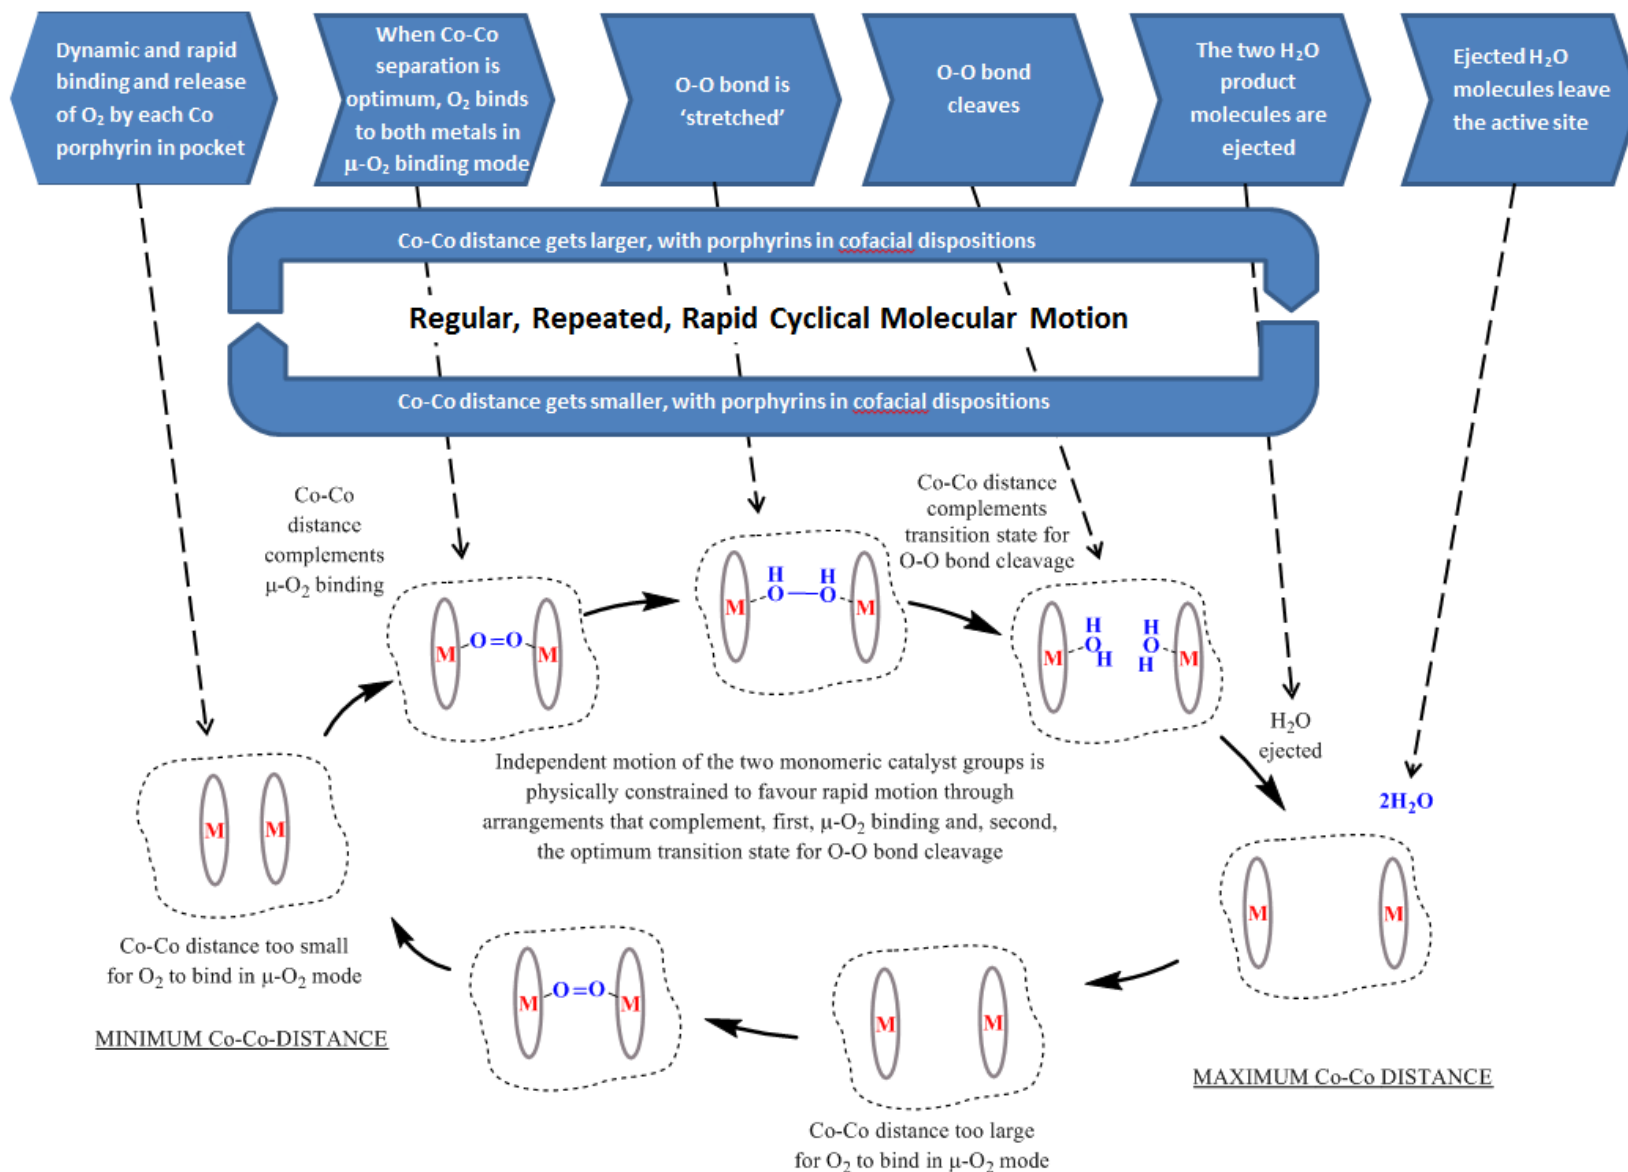 Dynamic and rapid
binding and release
of O₂ by each Co
porphyrin in pocket
When Co-Co
separation is
optimum, O₂ binds
to both metals in
μ-O₂ binding mode
O-O bond is
‘stretched’
O-O bond
cleaves
The two H₂O
product
molecules are
ejected
Ejected H₂O
molecules leave
the active site
Co-Co distance gets larger, with porphyrins in cofacial dispositions
Regular, Repeated, Rapid Cyclical Molecular Motion
Co-Co distance gets smaller, with porphyrins in cofacial dispositions
Co-Co
distance
complements
μ-O₂ binding
Co-Co distance
complements
transition state for
O-O bond cleavage
H H
M O—O M
M O=O M
H H
M O O M
H H
H₂O
ejected
2H₂O
Independent motion of the two monomeric catalyst groups is
physically constrained to favour rapid motion through
arrangements that complement, first, μ-O₂ binding and, second,
the optimum transition state for O-O bond cleavage
M M
M M
Co-Co distance too small
for O₂ to bind in μ-O₂ mode
M O=O M
M M
MINIMUM Co-Co-DISTANCE
MAXIMUM Co-Co DISTANCE
Co-Co distance too large
for O₂ to bind in μ-O₂ mode